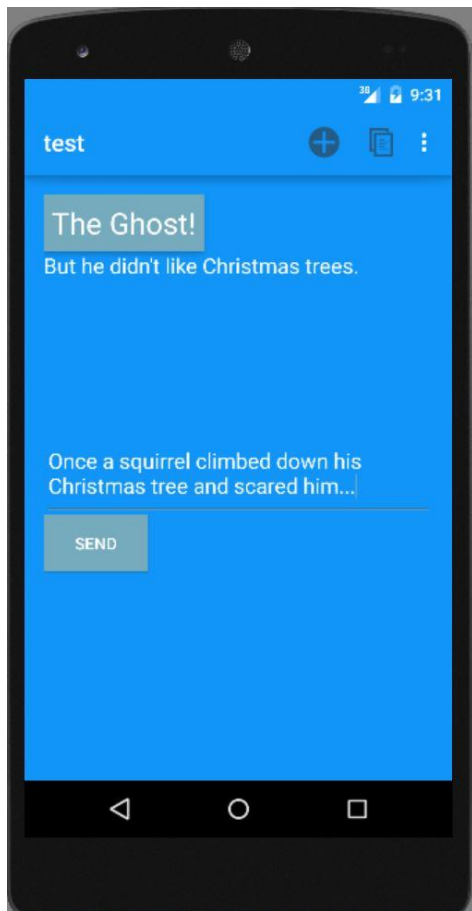 3G 9:31
test
The Ghost!
But he didn't like Christmas trees.
Once a squirrel climbed down his
Christmas tree and scared him...
SEND